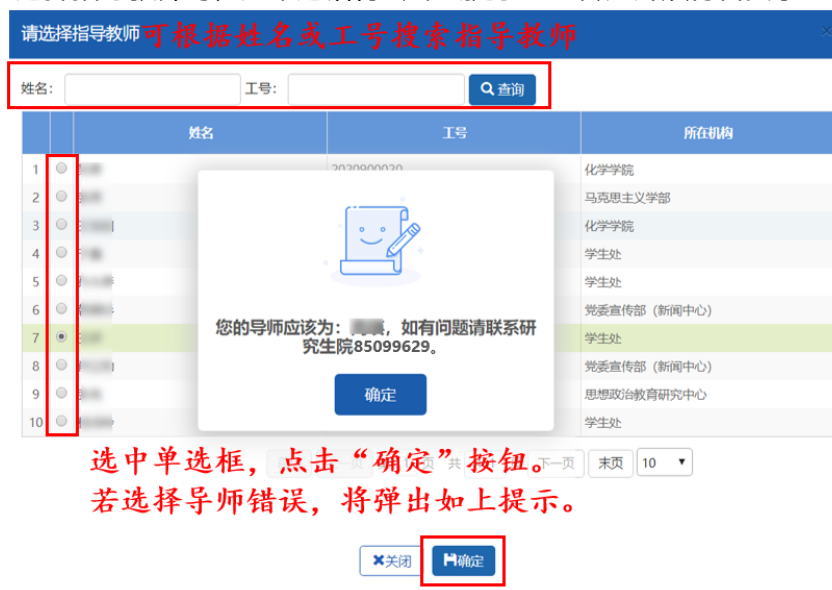 请选择指导教师可根据姓名或工号搜索指导教师
姓名: 工号: 查询
姓名 工号 所在机构
1 2020900020 化学学院
2 马克思主义学部
3 化学学院
4 学生处
5 学生处
6 党委宣传部（新闻中心）
7 学生处
8 党委宣传部（新闻中心）
9 思想政治教育研究中心
10 学生处
您的导师应该为: ，如有问题请联系研
究生院85099629。
确定
选中单选框，点击“确定”按钮。
页 共 下一页 末页 10
若选择导师错误，将弹出如上提示。
关闭 确定